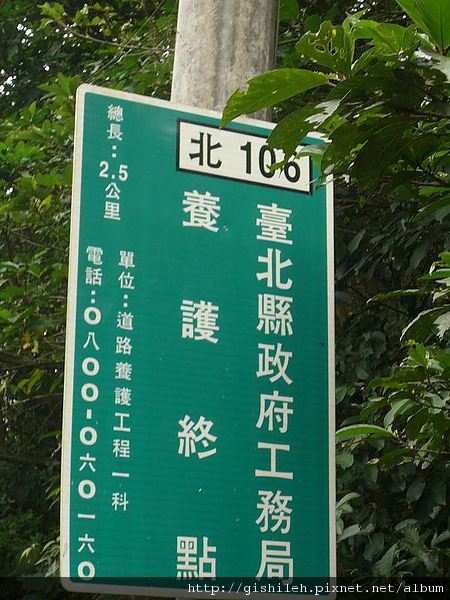 北 106
臺北縣政府工務局
養護終點
總長：2.5公里
單位：道路養護工程一科
電話：０八００-０六０一六０
http://gishileh.pixnet.net/album